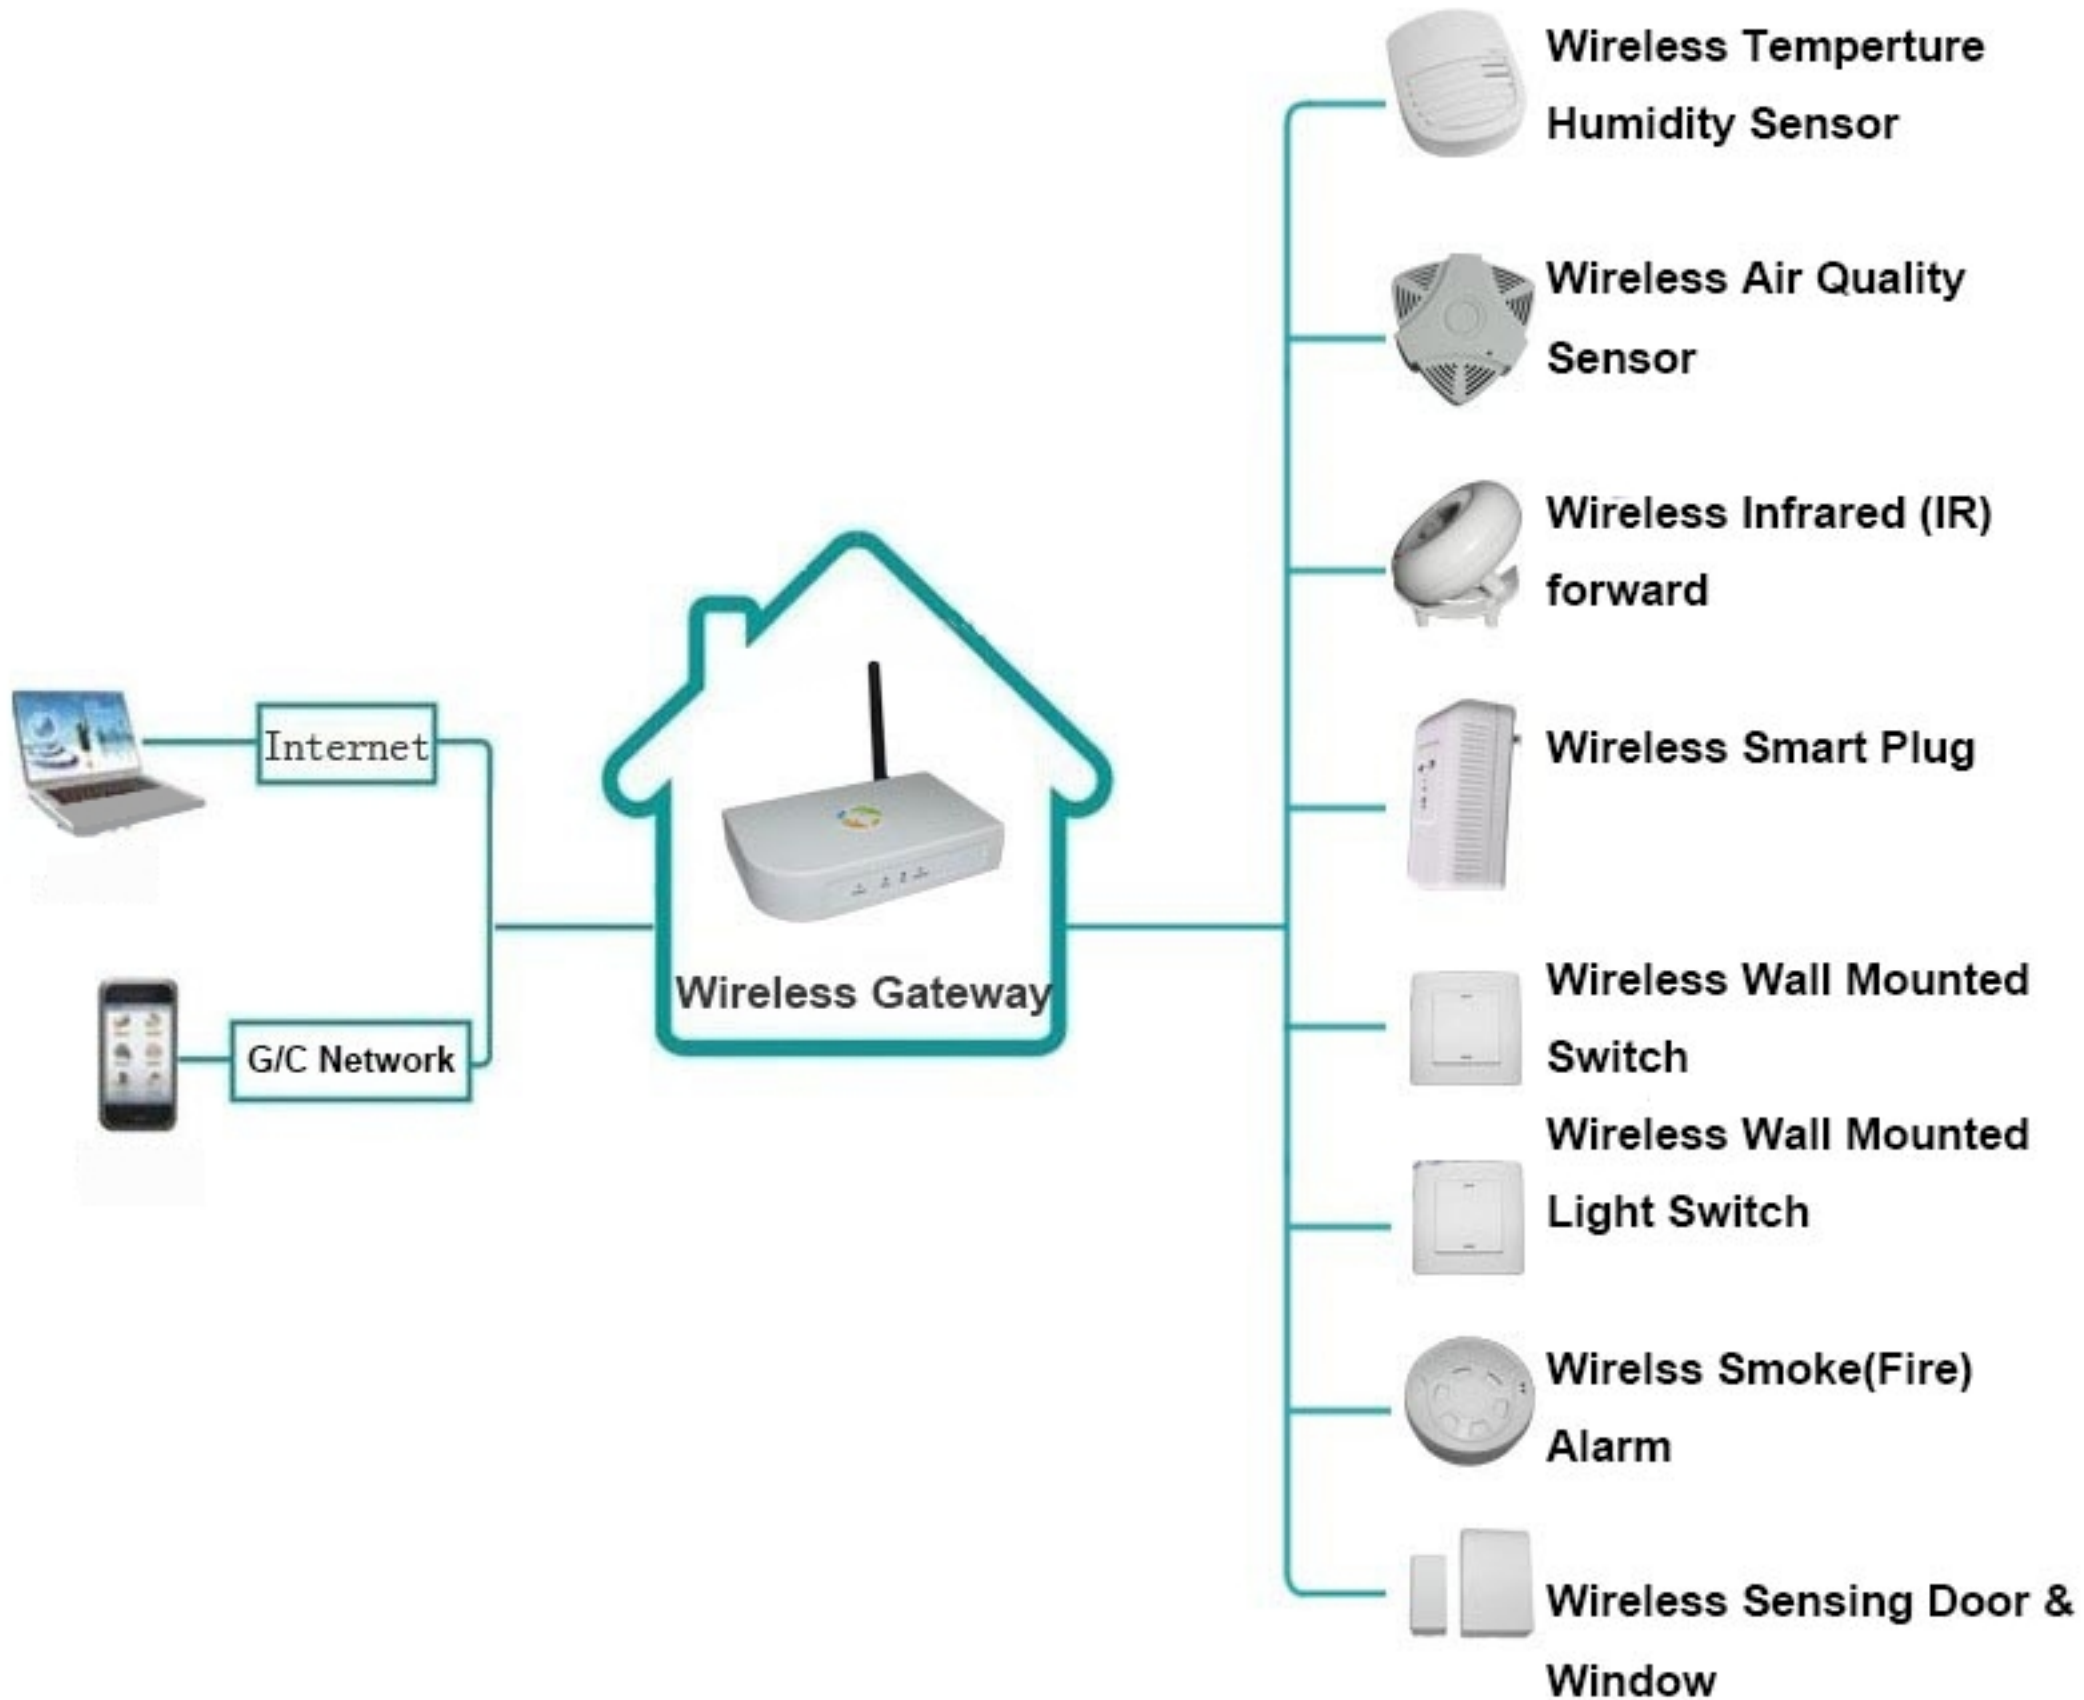 Wireless Temperture
Humidity Sensor
Wireless Air Quality
Sensor
Wireless Infrared (IR)
forward
Internet
Wireless Smart Plug
Wireless Gateway
G/C Network
Wireless Wall Mounted
Switch
Wireless Wall Mounted
Light Switch
Wirelss Smoke(Fire)
Alarm
Wireless Sensing Door &
Window